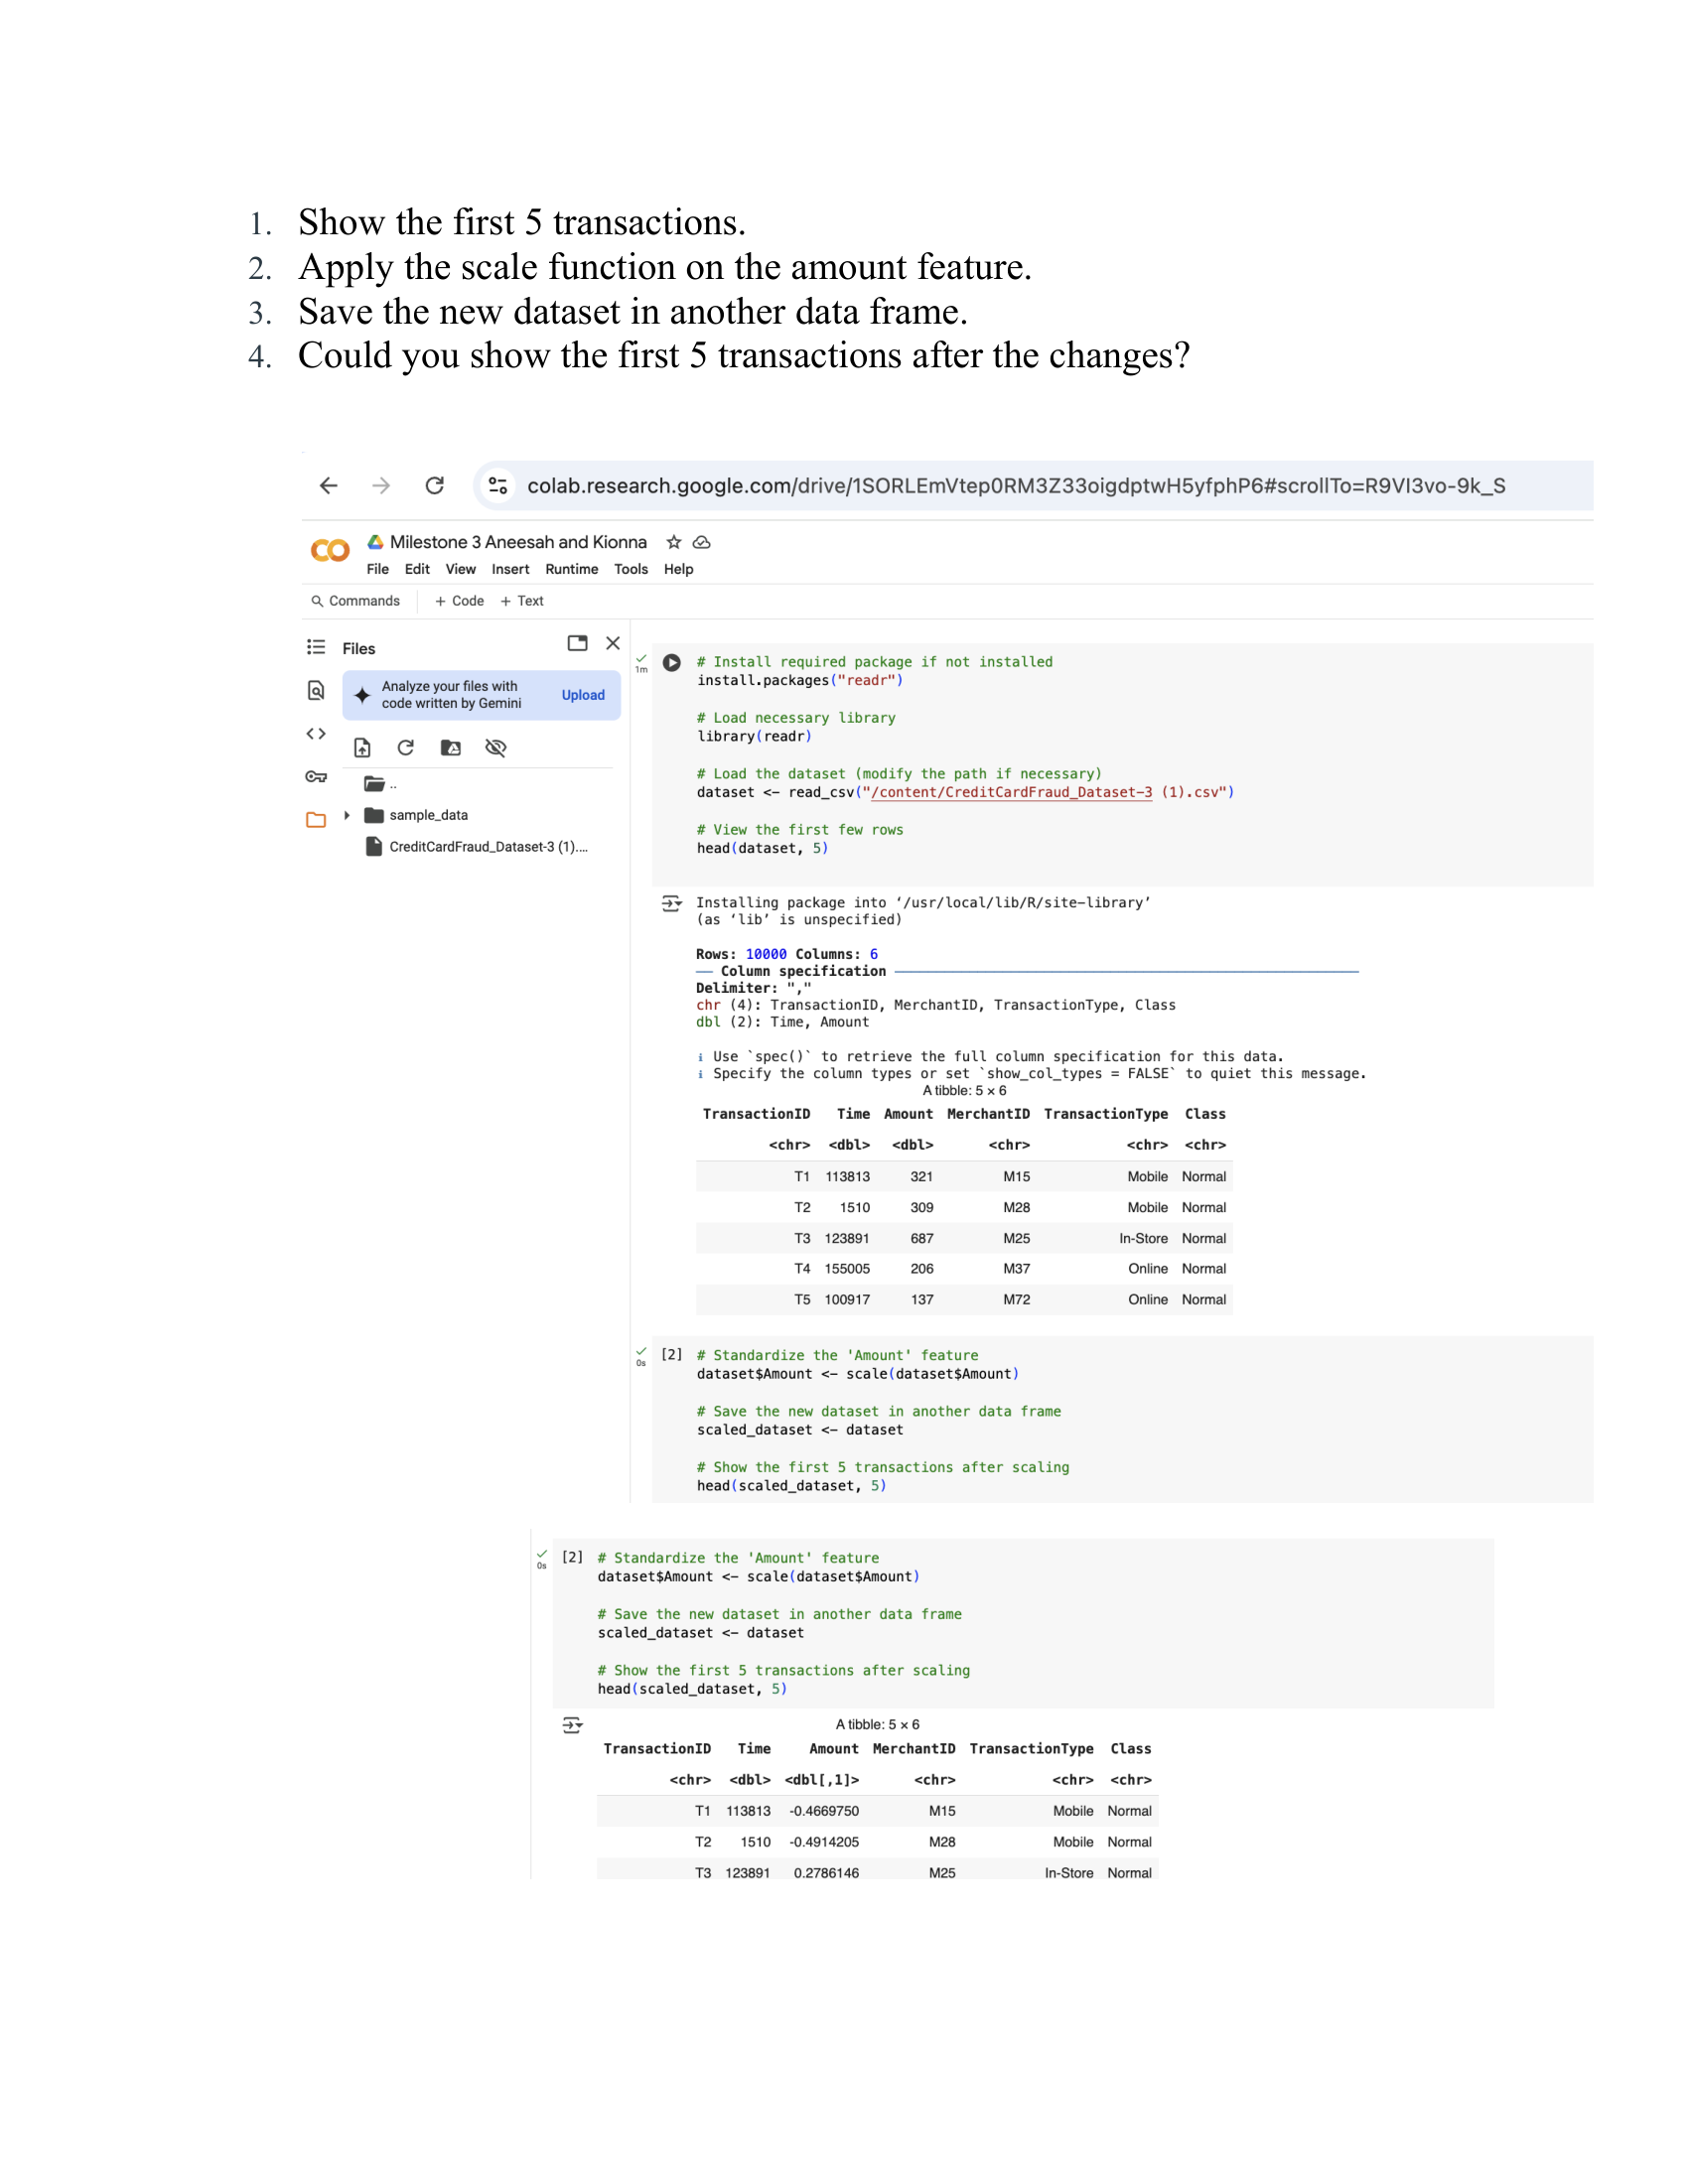 1. Show the first 5 transactions.
2. Apply the scale function on the amount feature.
3. Save the new dataset in another data frame.
4. Could you show the first 5 transactions after the changes?
colab.research.google.com/drive/1SORLEmVtep0RM3Z33oigdptwH5yfphP6#scrollTo=R9VI3vo-9k_S
CO Milestone 3 Aneesah and Kionna
File Edit View Insert Runtime Tools Help
Commands + Code + Text
Files
Analyze your files with
code written by Gemini
Upload
..
sample_data
CreditCardFraud_Dataset-3 (1)....
1m
# Install required package if not installed
install.packages("readr")
# Load necessary library
library(readr)
# Load the dataset (modify the path if necessary)
dataset <- read_csv("/content/CreditCardFraud_Dataset-3 (1).csv")
# View the first few rows
head(dataset, 5)
Installing package into ‘/usr/local/lib/R/site-library’
(as ‘lib’ is unspecified)
Rows: 10000 Columns: 6
── Column specification ──
Delimiter: ","
chr (4): TransactionID, MerchantID, TransactionType, Class
dbl (2): Time, Amount
ℹ Use `spec()` to retrieve the full column specification for this data.
ℹ Specify the column types or set `show_col_types = FALSE` to quiet this message.
A tibble: 5 × 6
TransactionID Time Amount MerchantID TransactionType Class
<chr> <dbl> <dbl> <chr> <chr> <chr>
T1 113813 321 M15 Mobile Normal
T2 1510 309 M28 Mobile Normal
T3 123891 687 M25 In-Store Normal
T4 155005 206 M37 Online Normal
T5 100917 137 M72 Online Normal
0s
[2] # Standardize the 'Amount' feature
dataset$Amount <- scale(dataset$Amount)
# Save the new dataset in another data frame
scaled_dataset <- dataset
# Show the first 5 transactions after scaling
head(scaled_dataset, 5)
0s
[2] # Standardize the 'Amount' feature
dataset$Amount <- scale(dataset$Amount)
# Save the new dataset in another data frame
scaled_dataset <- dataset
# Show the first 5 transactions after scaling
head(scaled_dataset, 5)
A tibble: 5 × 6
TransactionID Time Amount MerchantID TransactionType Class
<chr> <dbl> <dbl[,1]> <chr> <chr> <chr>
T1 113813 -0.4669750 M15 Mobile Normal
T2 1510 -0.4914205 M28 Mobile Normal
T3 123891 0.2786146 M25 In-Store Normal